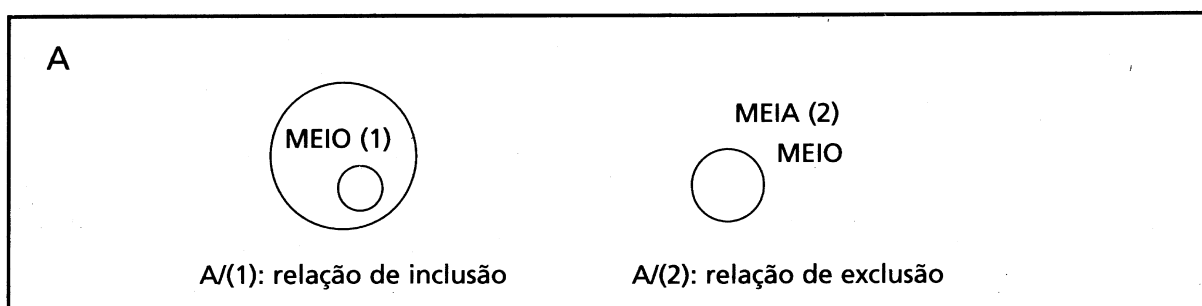 A
MEIO (1)
MEIA (2)
MEIO
A/(1): relação de inclusão
A/(2): relação de exclusão